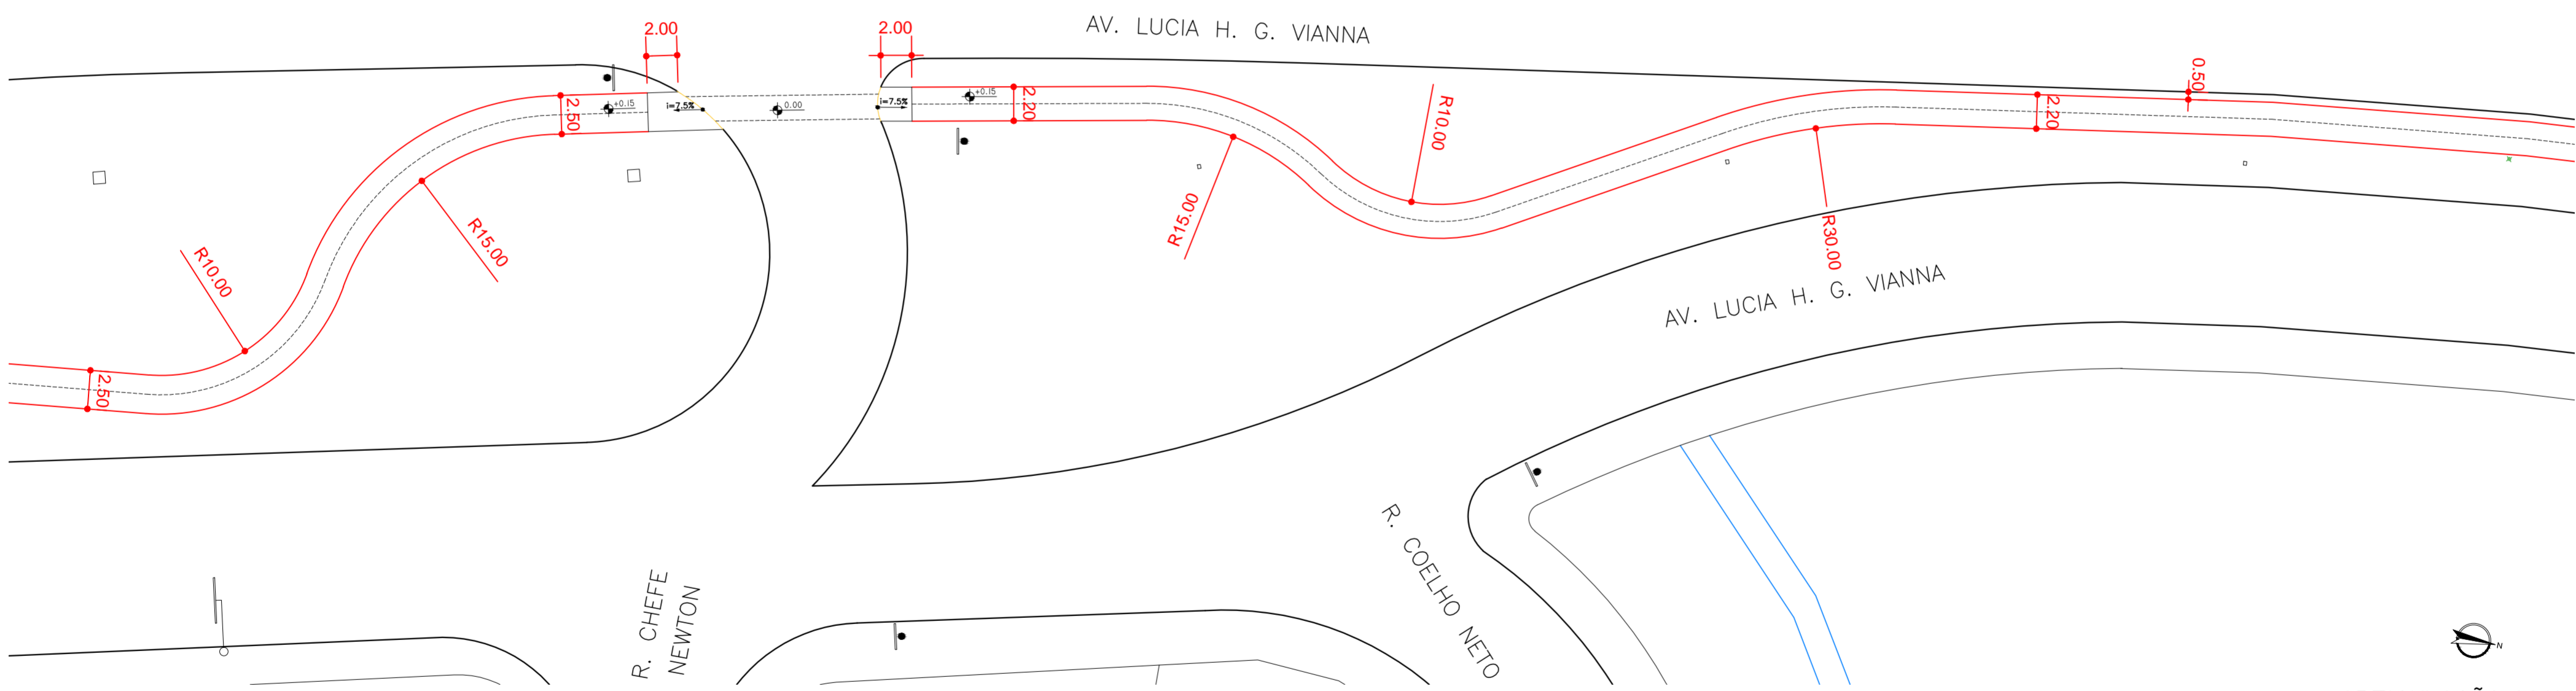 AV. LUCIA H. G. VIANNA
2.00
2.00
0.50
+0.15
i=7.5%
0.00
i=7.5%
+0.15
2.50
2.20
R10.00
2.20
R15.00
R10.00
R15.00
R30.00
AV. LUCIA H. G. VIANNA
2.50
R. CHEFE
NEWTON
R. COELHO NETO
N